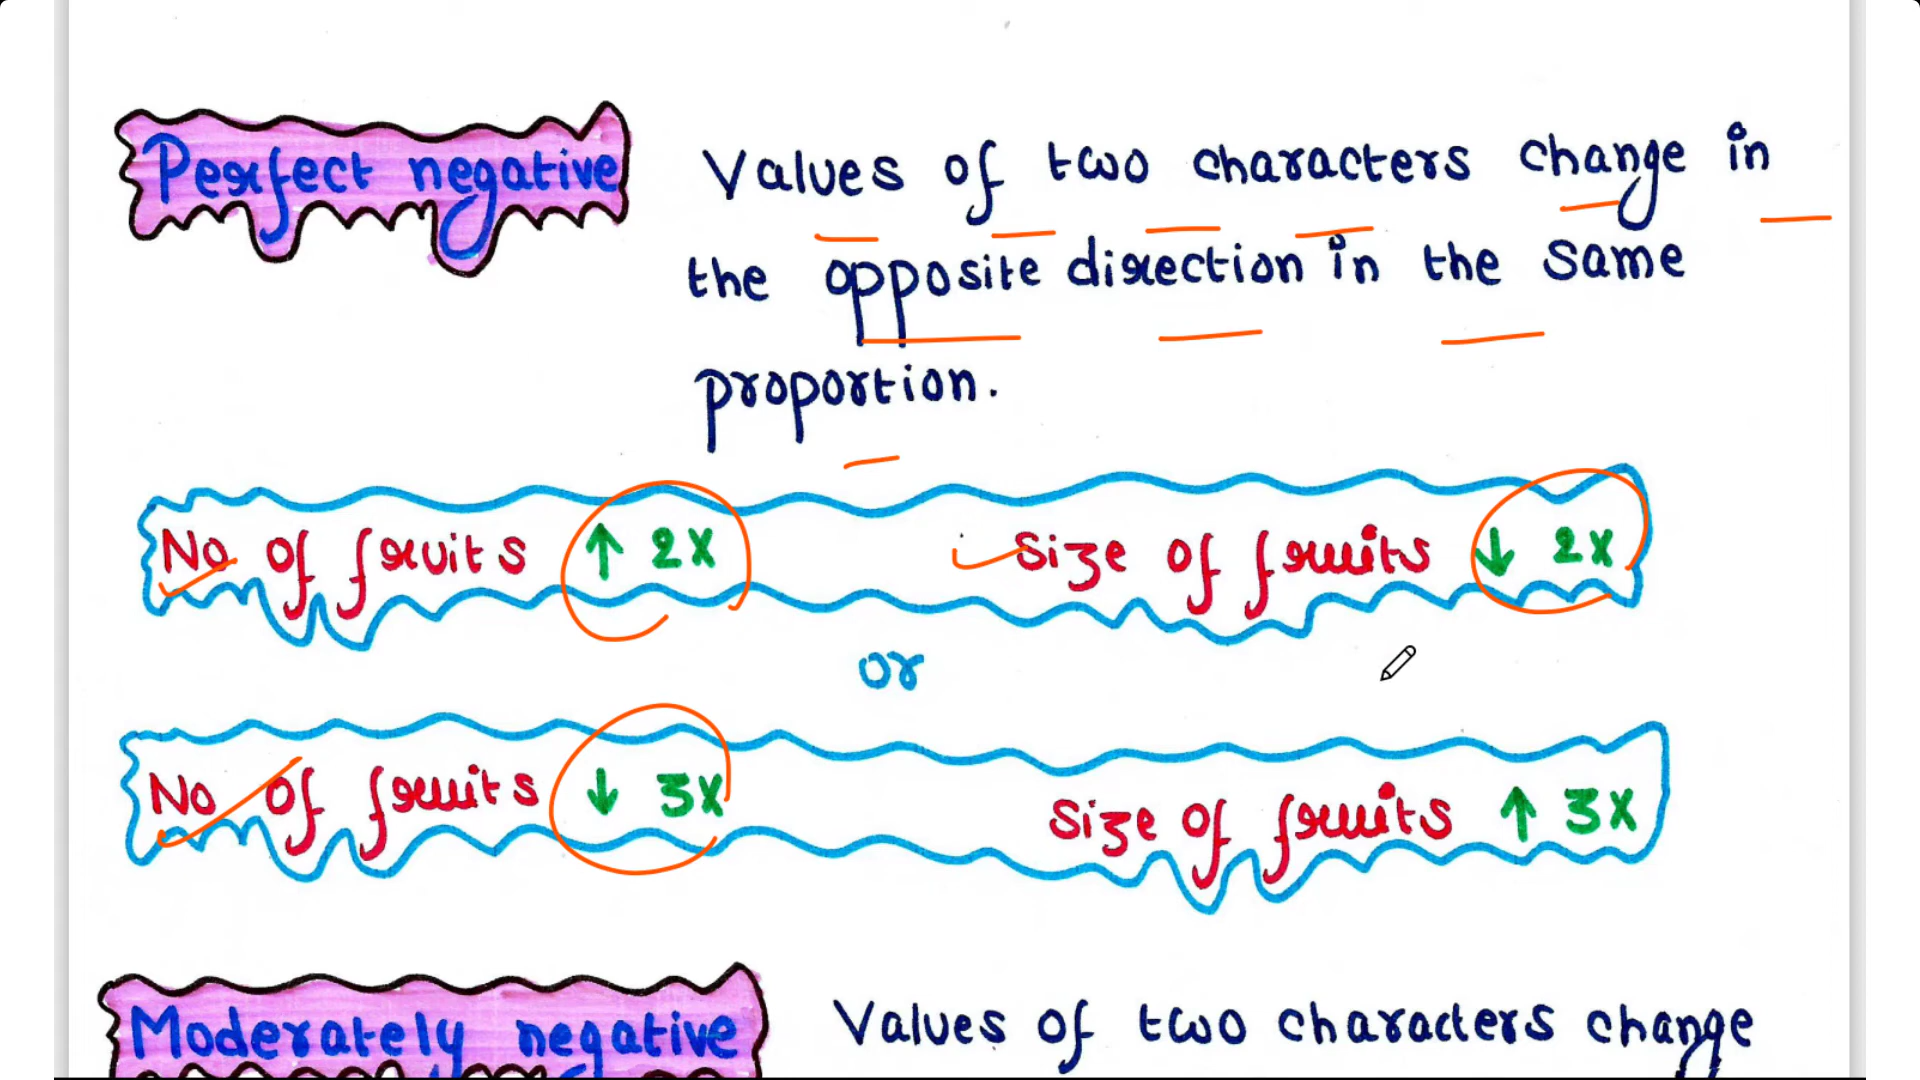 Perfect negative
Values of two characters change in
the opposite direction in the same
proportion.
No of fruits ↑ 2X
Size of fruits ↓ 2X
or
No of fruits ↓ 3X
Size of fruits ↑ 3X
Moderately negative
Values of two characters change